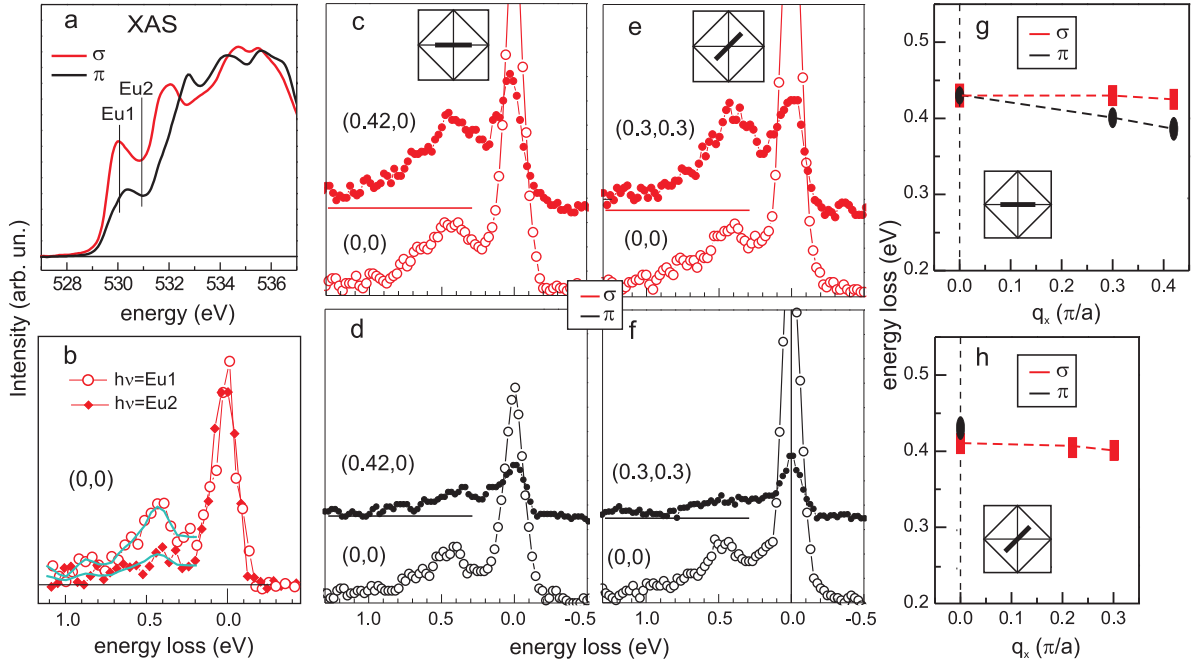 a
XAS
σ
π
Eu1
Eu2
528
530
532
534
536
energy (eV)
Intensity (arb. un.)
b
hν=Eu1
hν=Eu2
(0,0)
1.0
0.5
0.0
energy loss (eV)
c
(0.42,0)
(0,0)
d
(0.42,0)
(0,0)
1.0
0.5
0.0
-0.5
e
(0.3,0.3)
(0,0)
σ
π
f
(0.3,0.3)
(0,0)
1.0
0.5
0.0
-0.5
energy loss (eV)
g
σ
π
0.5
0.4
0.3
0.2
0.0
0.1
0.2
0.3
0.4
qx (π/a)
energy loss (eV)
h
σ
π
0.5
0.4
0.3
0.2
0.0
0.1
0.2
0.3
0.4
qx (π/a)